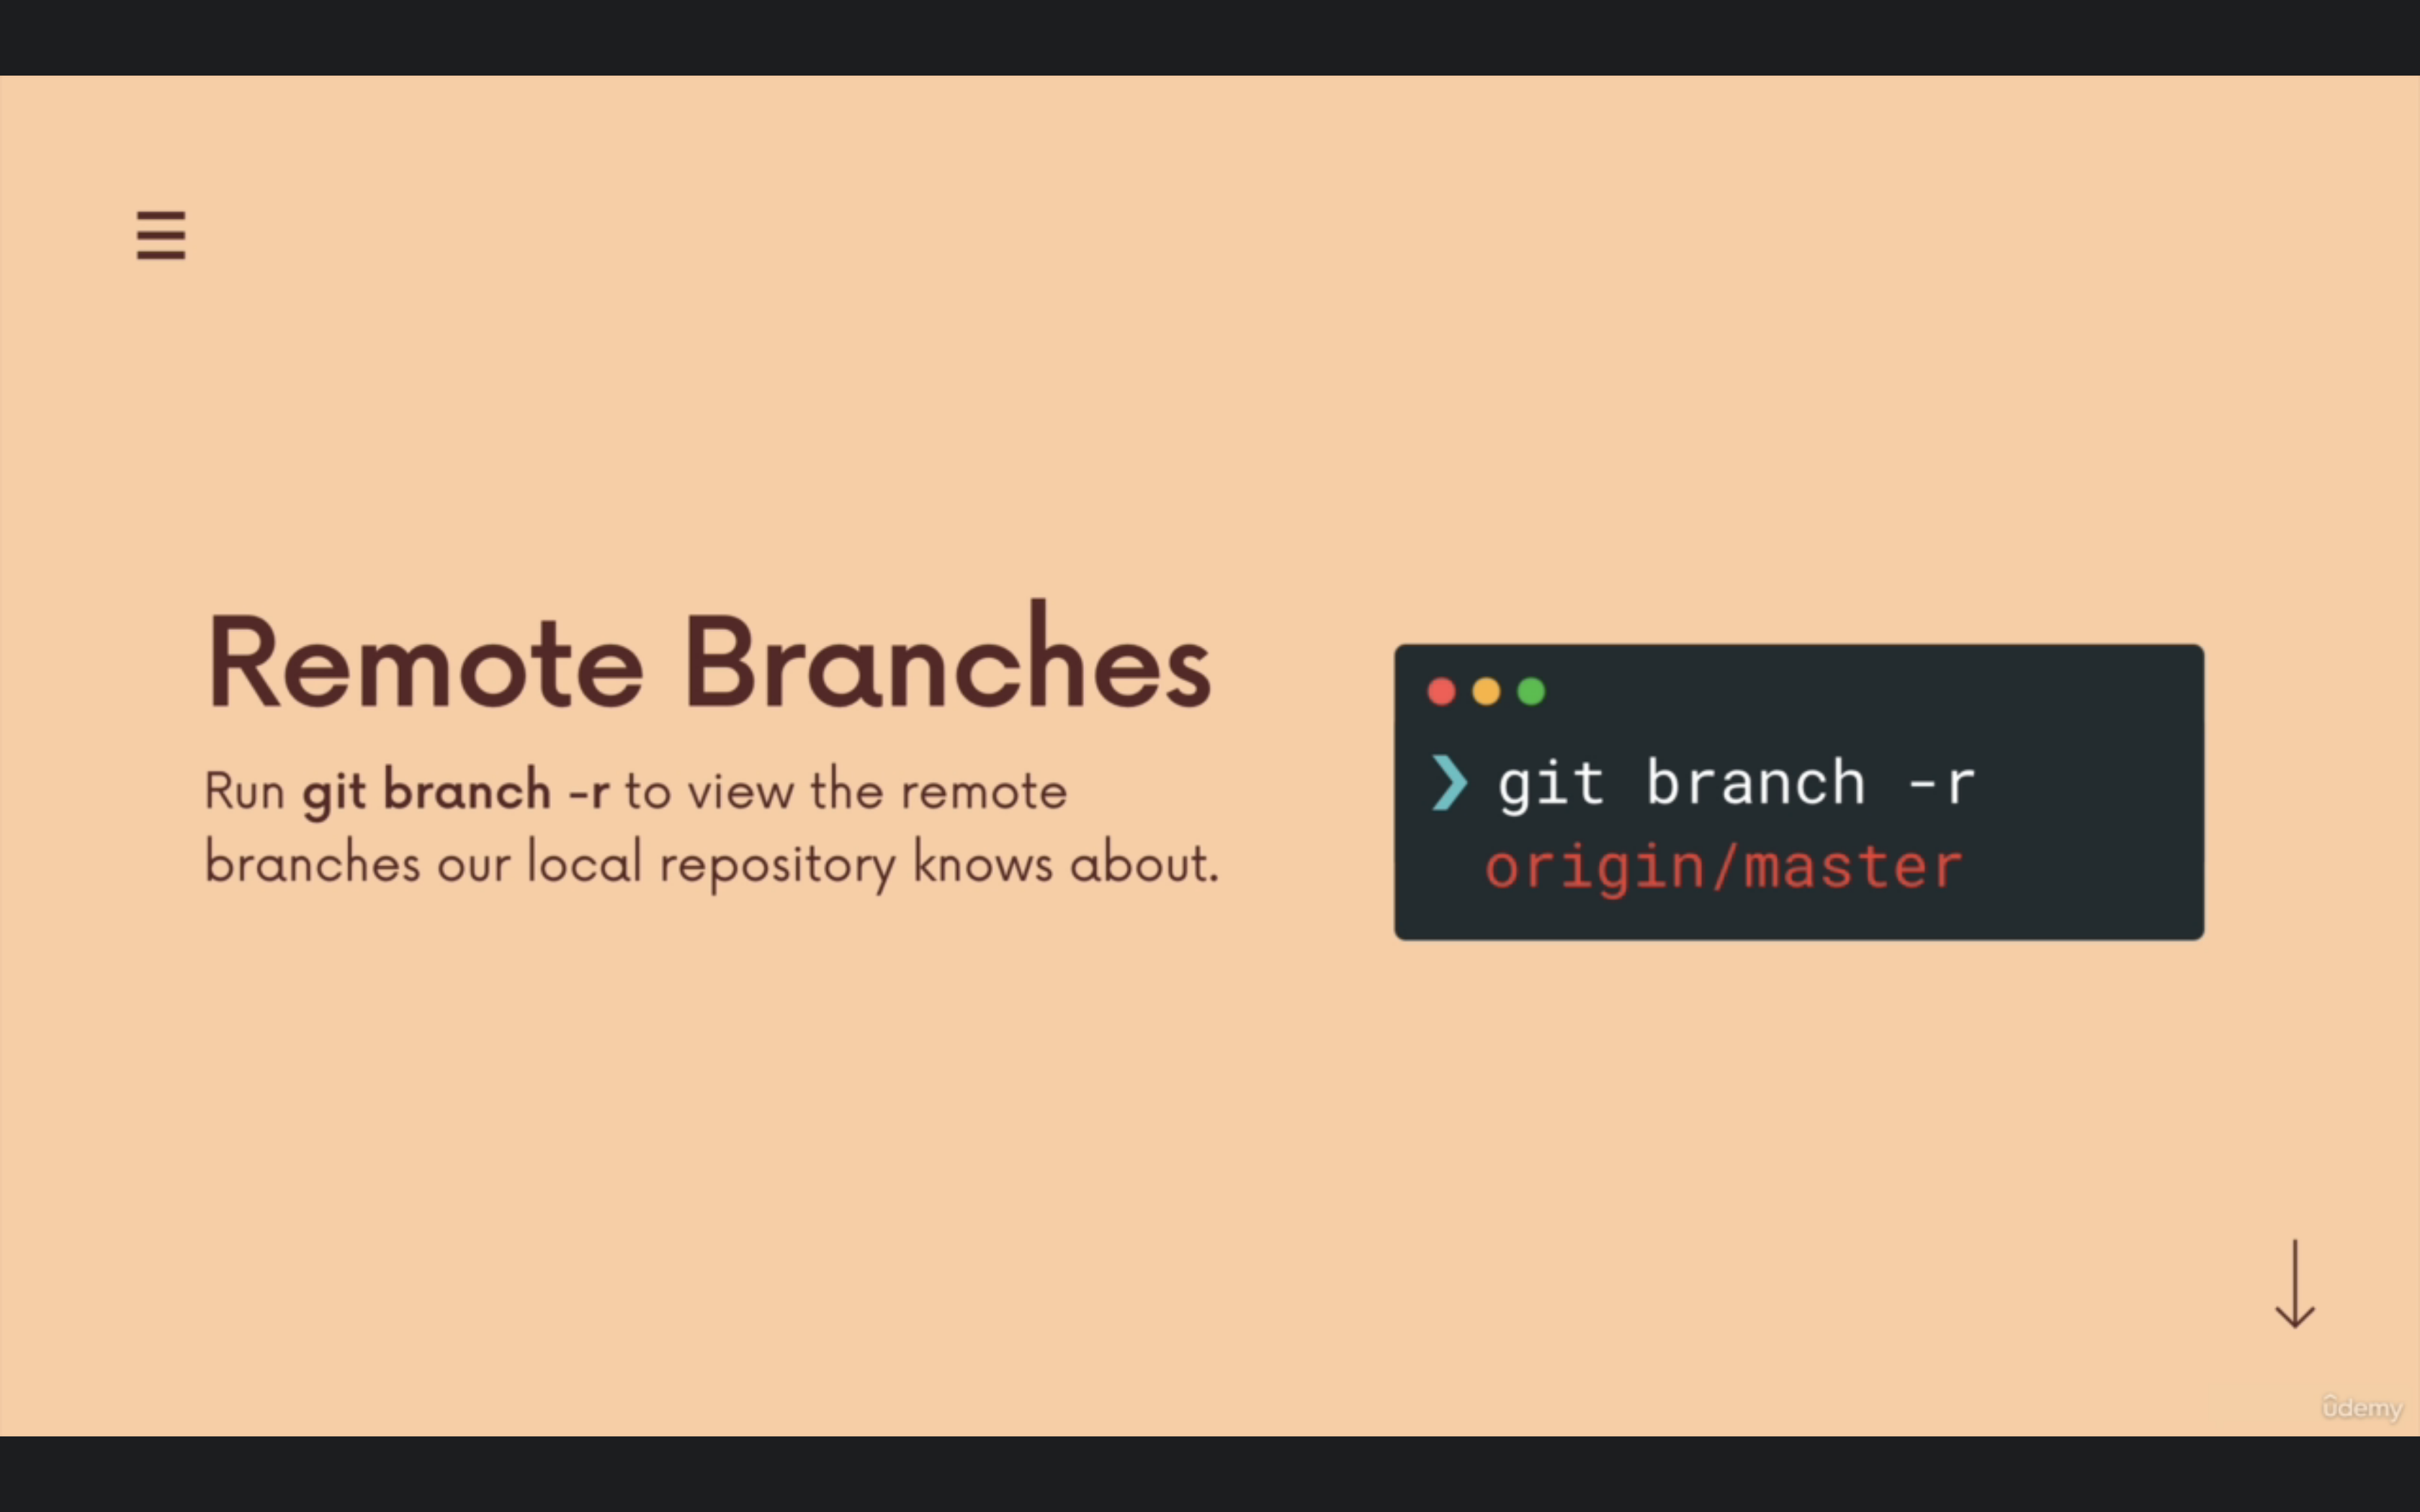 Remote Branches
Run git branch -r to view the remote
branches our local repository knows about.
❯ git branch -r
origin/master
ûdemy